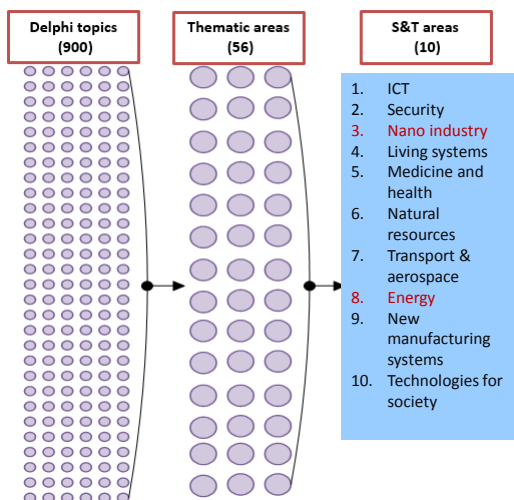 Delphi topics
(900)
Thematic areas
(56)
S&T areas
(10)
1. ICT
2. Security
3. Nano industry
4. Living systems
5. Medicine and
health
6. Natural
resources
7. Transport &
aerospace
8. Energy
9. New
manufacturing
systems
10. Technologies for
society